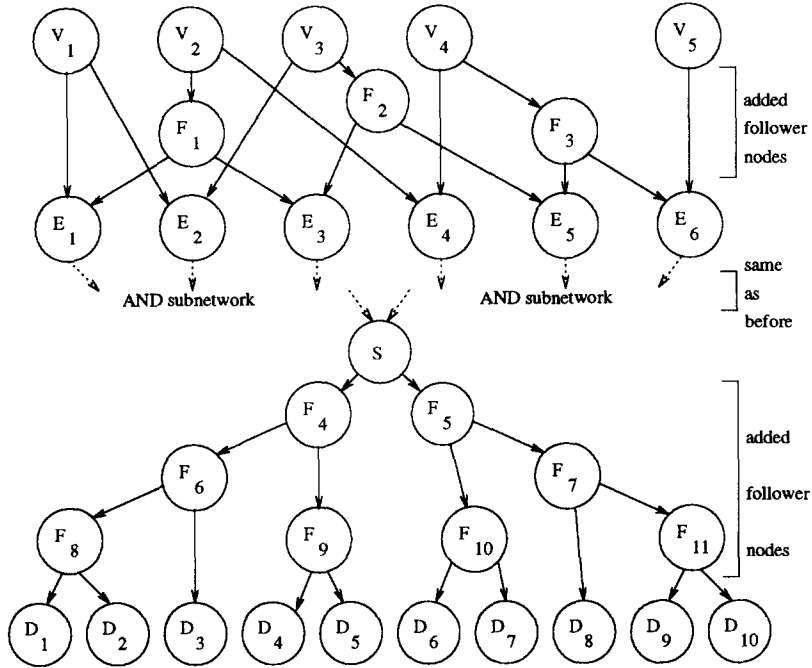 V1 V2 V3 V4 V5
F2
added
F1 F3
follower
nodes
E1 E2 E3 E4 E5 E6
same
AND subnetwork AND subnetwork
as
before
S
F4 F5
added
F6 F7
follower
F8 F9 F10 F11
nodes
D1 D2 D3 D4 D5 D6 D7 D8 D9 D10